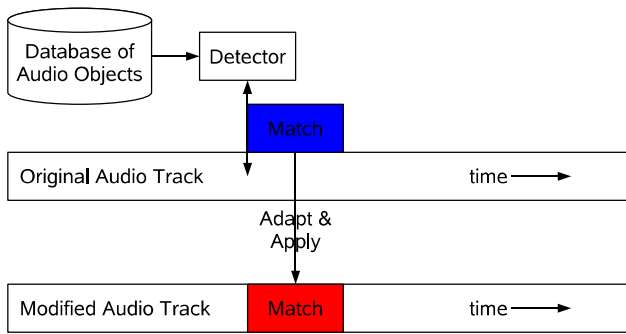 Database of
Audio Objects
Detector
Match
Original Audio Track
time
Adapt &
Apply
Modified Audio Track
Match
time